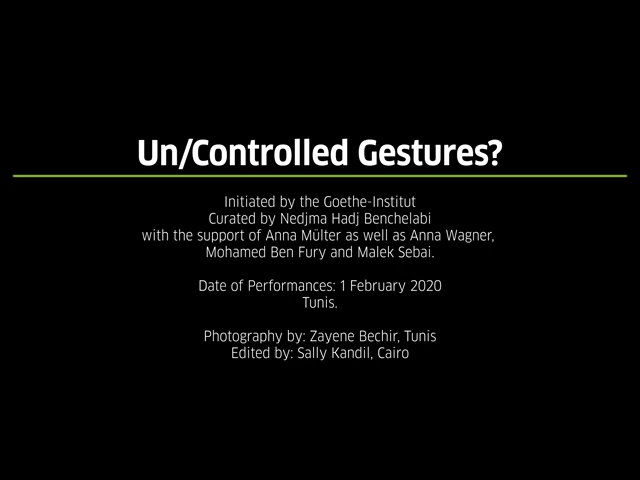 Un/Controlled Gestures?
Initiated by the Goethe-Institut
Curated by Nedjma Hadj Benchelabi
with the support of Anna Mülter as well as Anna Wagner,
Mohamed Ben Fury and Malek Sebai.
Date of Performances: 1 February 2020
Tunis.
Photography by: Zayene Bechir, Tunis
Edited by: Sally Kandil, Cairo